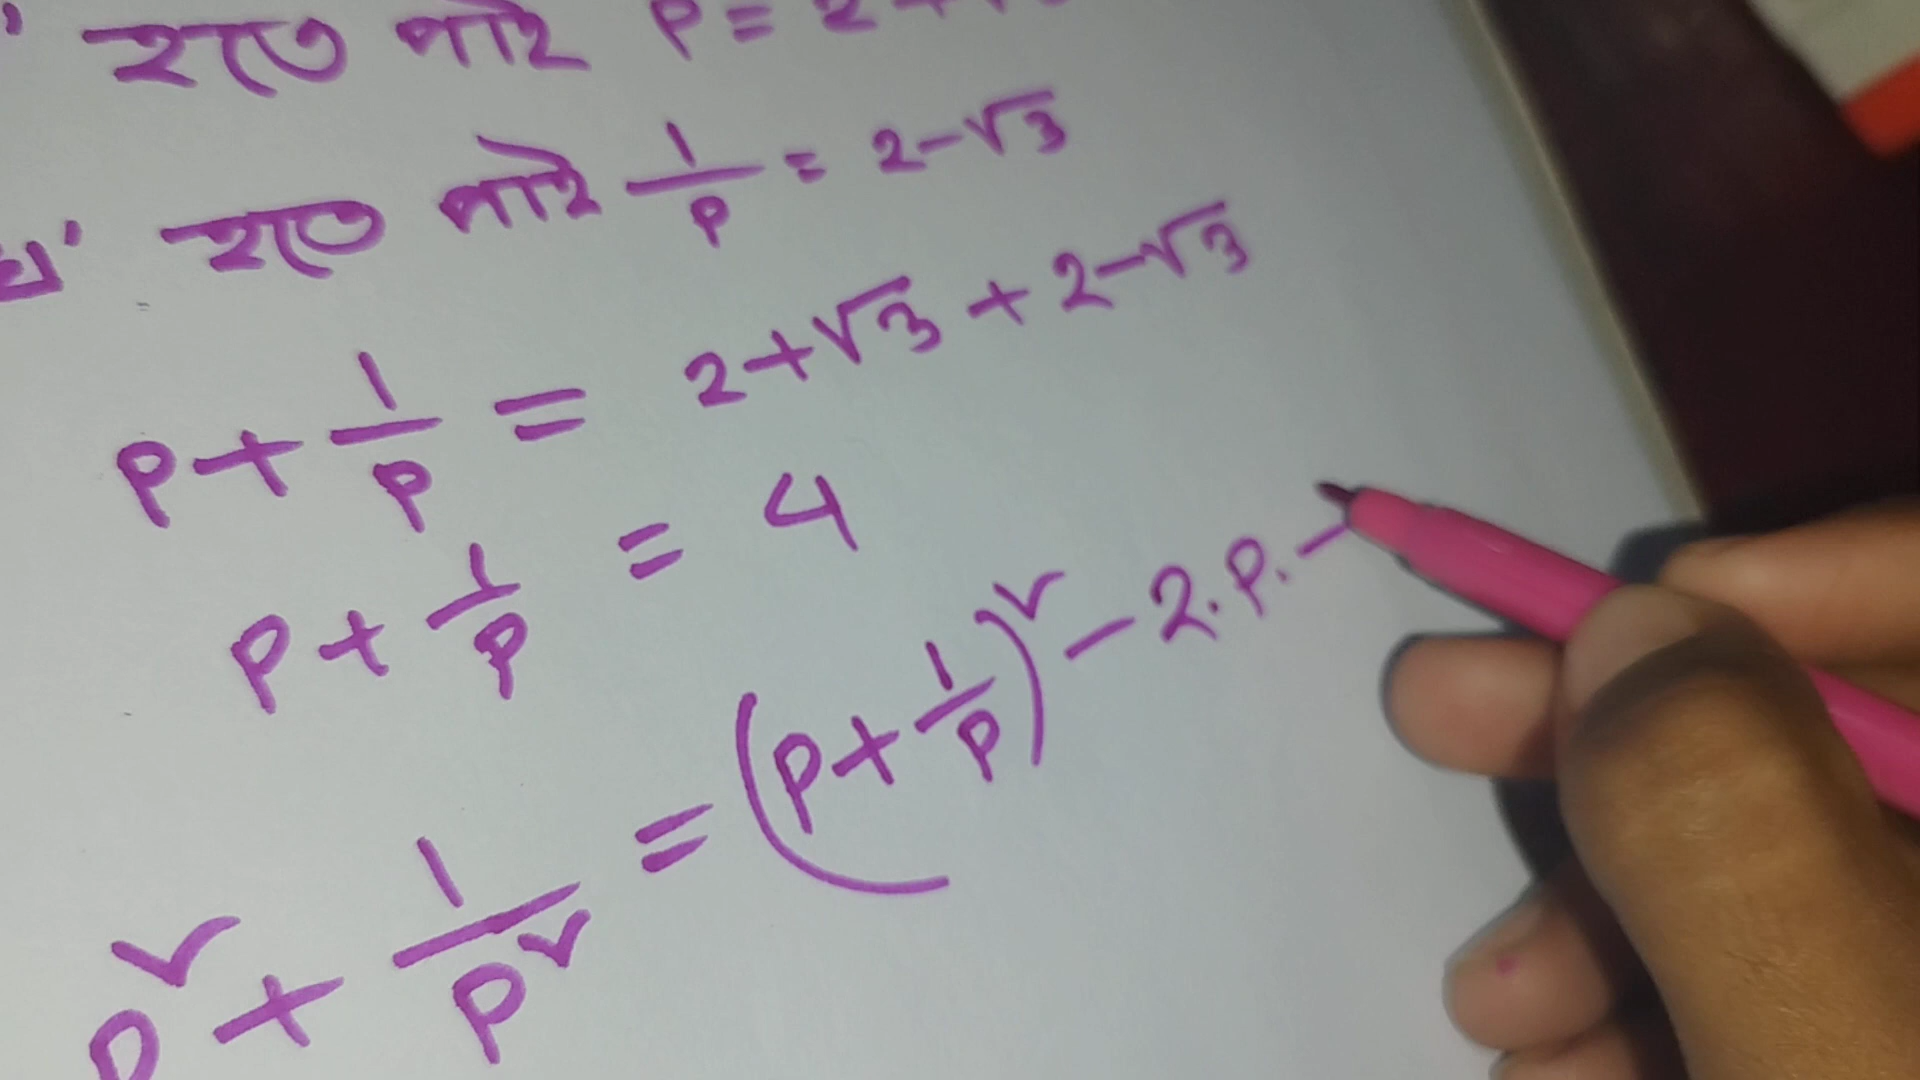 ' হতে পাই P = 2 +
'খ' হতে পাই 1/P = 2 - √3
P + 1/P = 2 + √3 + 2 - √3
P + 1/P = 4
P² + 1/P² = (P + 1/P)² - 2.P.